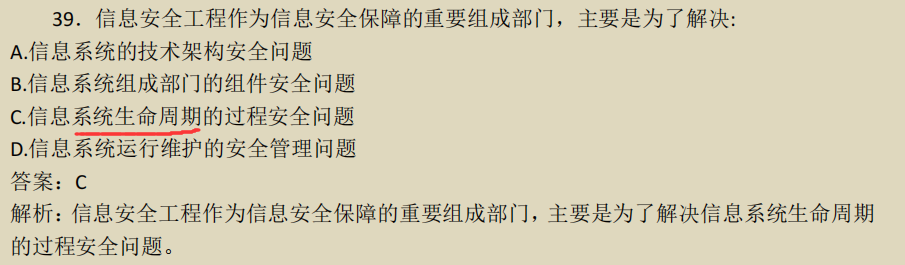 39. 信息安全工程作为信息安全保障的重要组成部门，主要是为了解决:
A.信息系统的技术架构安全问题
B.信息系统组成部门的组件安全问题
C.信息系统生命周期的过程安全问题
D.信息系统运行维护的安全管理问题
答案：C
解析：信息安全工程作为信息安全保障的重要组成部门，主要是为了解决信息系统生命周期
的过程安全问题。